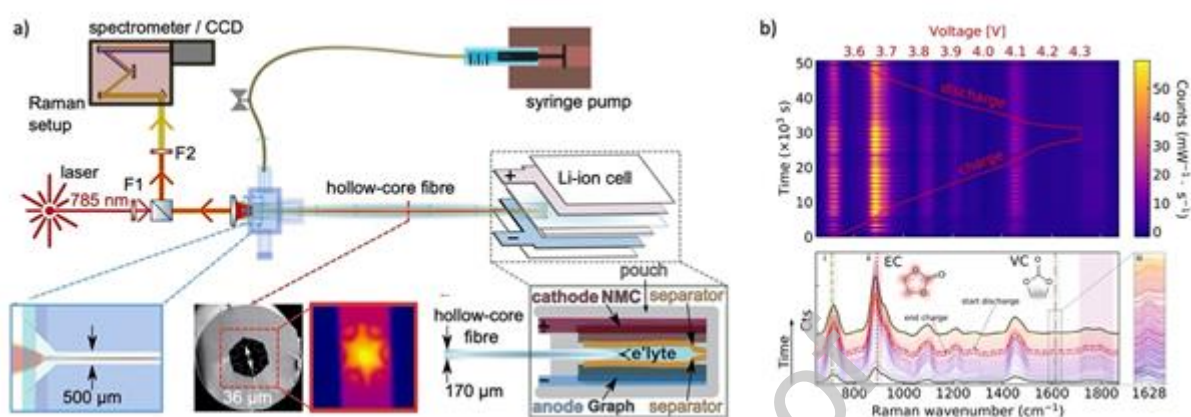 a)
spectrometer / CCD
Raman
setup
F2
laser
F1
785 nm
syringe pump
hollow-core fibre
+
Li-ion cell
−
pouch
500 µm
36 µm
hollow-core
fibre
170 µm
cathode NMC separator
+
e'lyte
−
anode Graph separator
b)
Voltage [V]
3.6 3.7 3.8 3.9 4.0 4.1 4.2 4.3
Time (×10³ s)
50
40
30
20
10
0
discharge
charge
50
40
30
20
10
0
Counts (mW⁻¹ · s⁻¹)
i
ii
EC
VC
iii
start discharge
end charge
Cts
Time
800 1000 1200 1400 1600 1800 1628
Raman wavenumber (cm⁻¹)